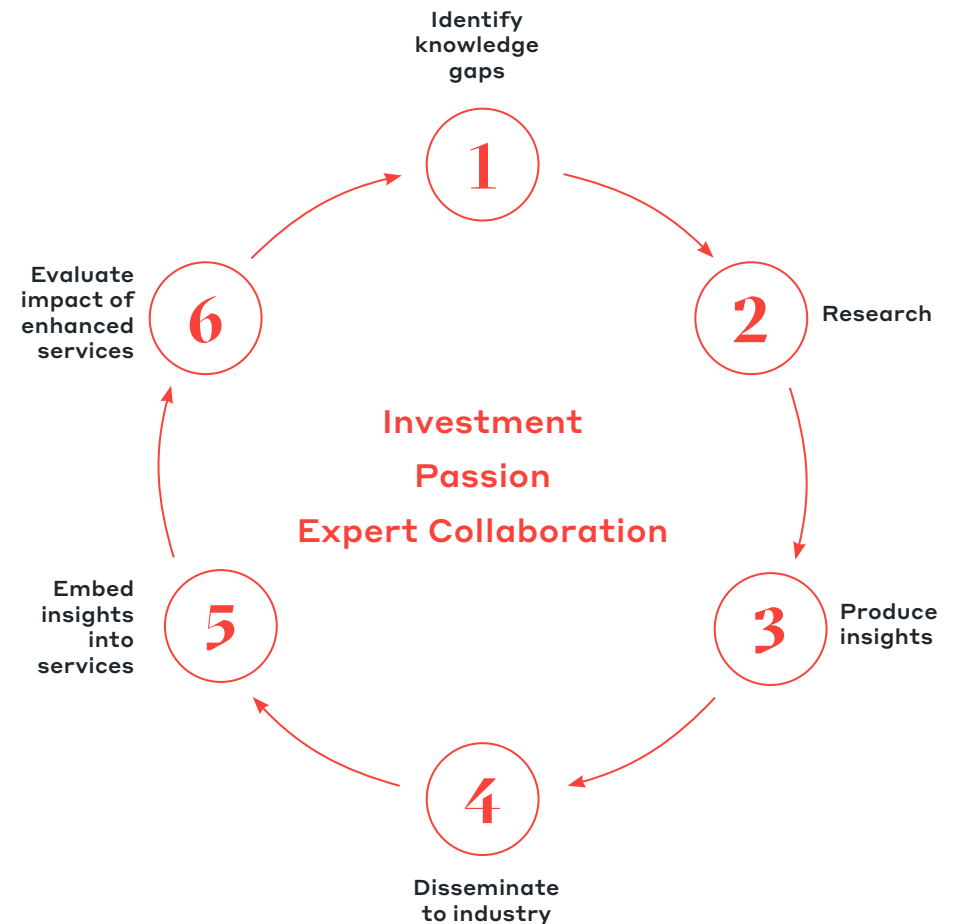 Identify
knowledge
gaps
1
2
Research
3
Produce
insights
4
Disseminate
to industry
5
Embed
insights
into
services
6
Evaluate
impact of
enhanced
services
Investment
Passion
Expert Collaboration